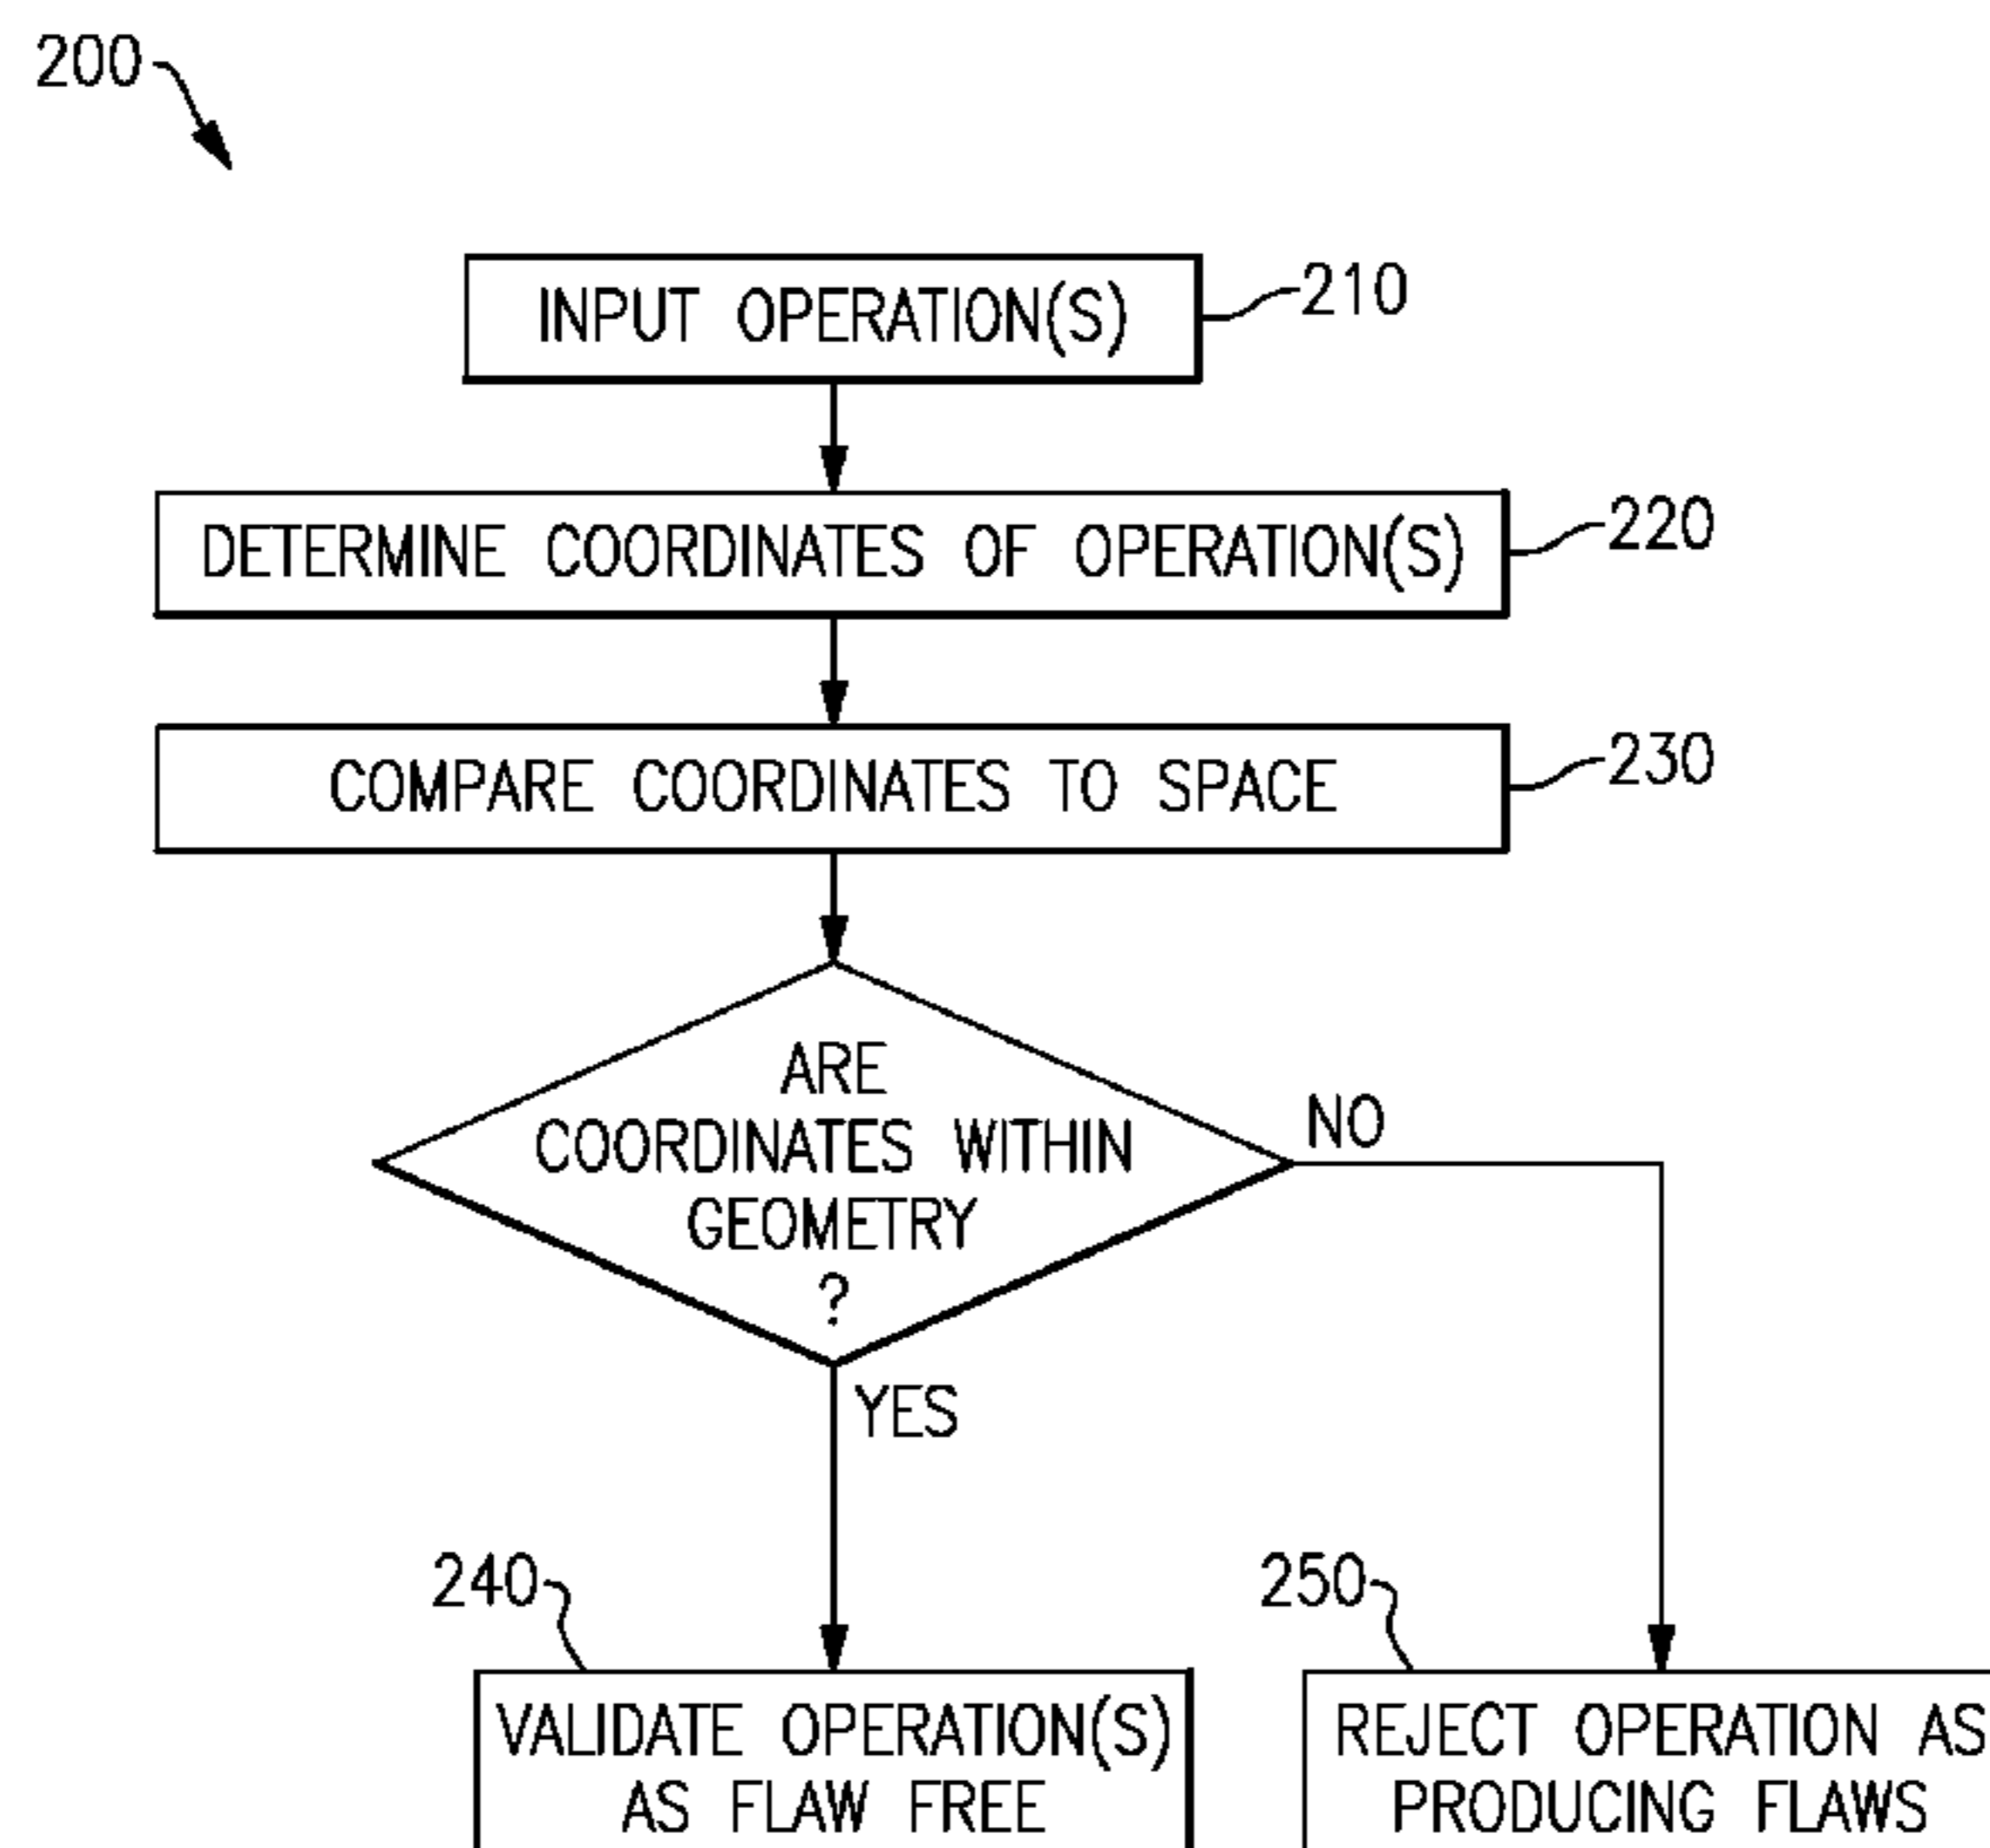 200
INPUT OPERATION(S)
210
DETERMINE COORDINATES OF OPERATION(S)
220
COMPARE COORDINATES TO SPACE
230
ARE
COORDINATES WITHIN
GEOMETRY
?
NO
YES
240
250
VALIDATE OPERATION(S)
AS FLAW FREE
REJECT OPERATION AS
PRODUCING FLAWS